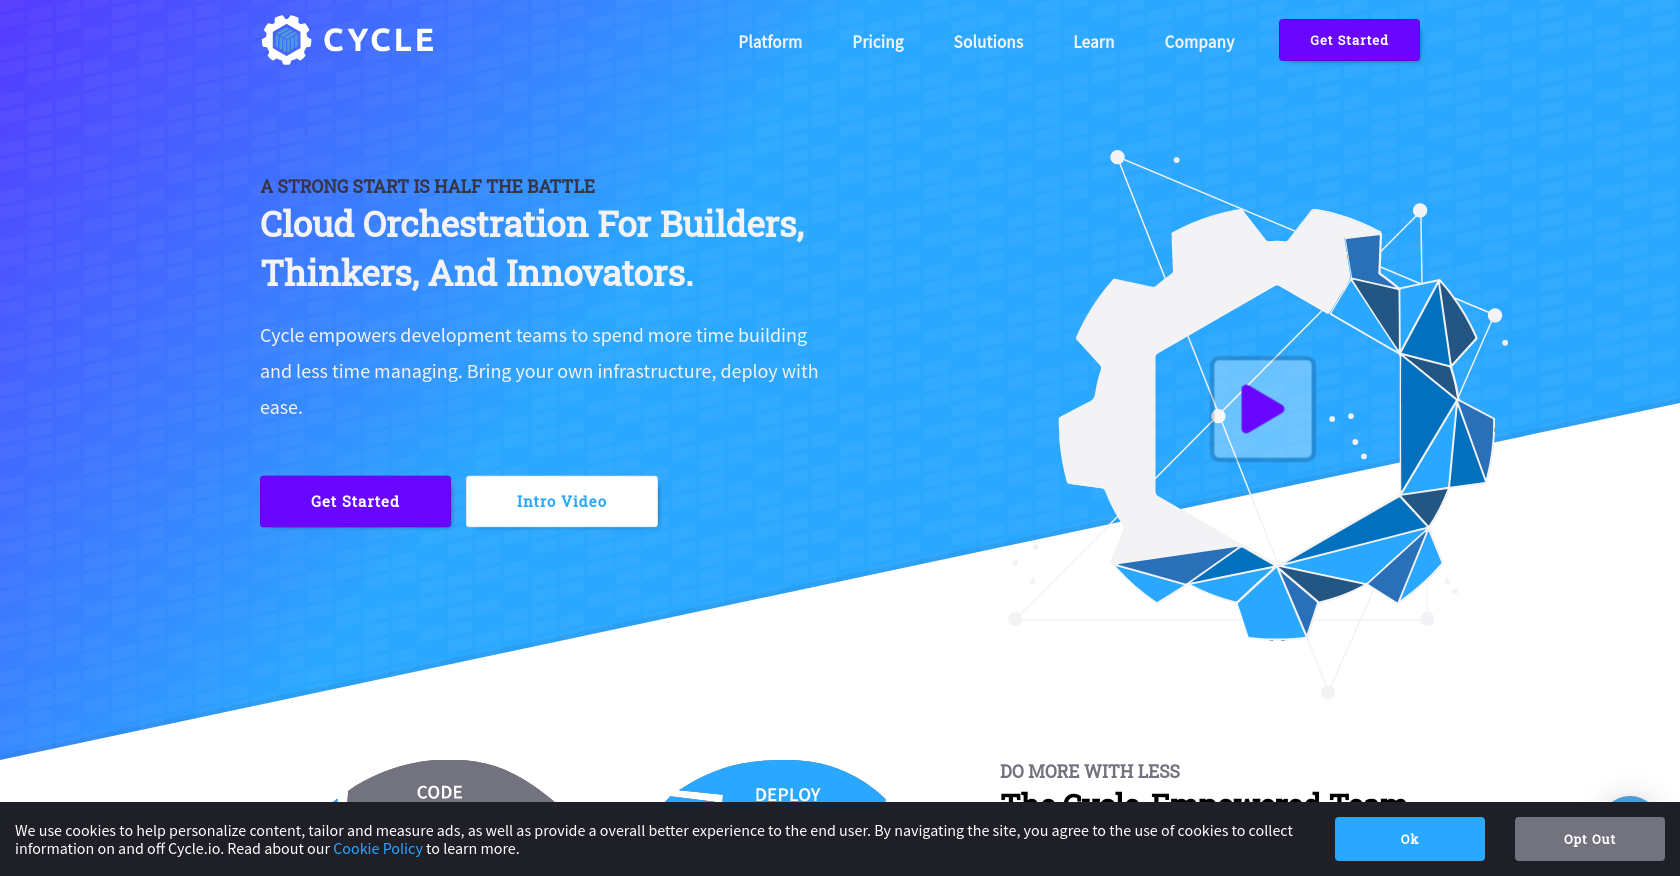 CYCLE
Platform
Pricing
Solutions
Learn
Company
Get Started
A STRONG START IS HALF THE BATTLE
Cloud Orchestration For Builders,
Thinkers, And Innovators.
Cycle empowers development teams to spend more time building
and less time managing. Bring your own infrastructure, deploy with
ease.
Get Started
Intro Video
CODE
DEPLOY
DO MORE WITH LESS
The Cycle-Empowered Team
We use cookies to help personalize content, tailor and measure ads, as well as provide a overall better experience to the end user. By navigating the site, you agree to the use of cookies to collect
information on and off Cycle.io. Read about our Cookie Policy to learn more.
Ok
Opt Out